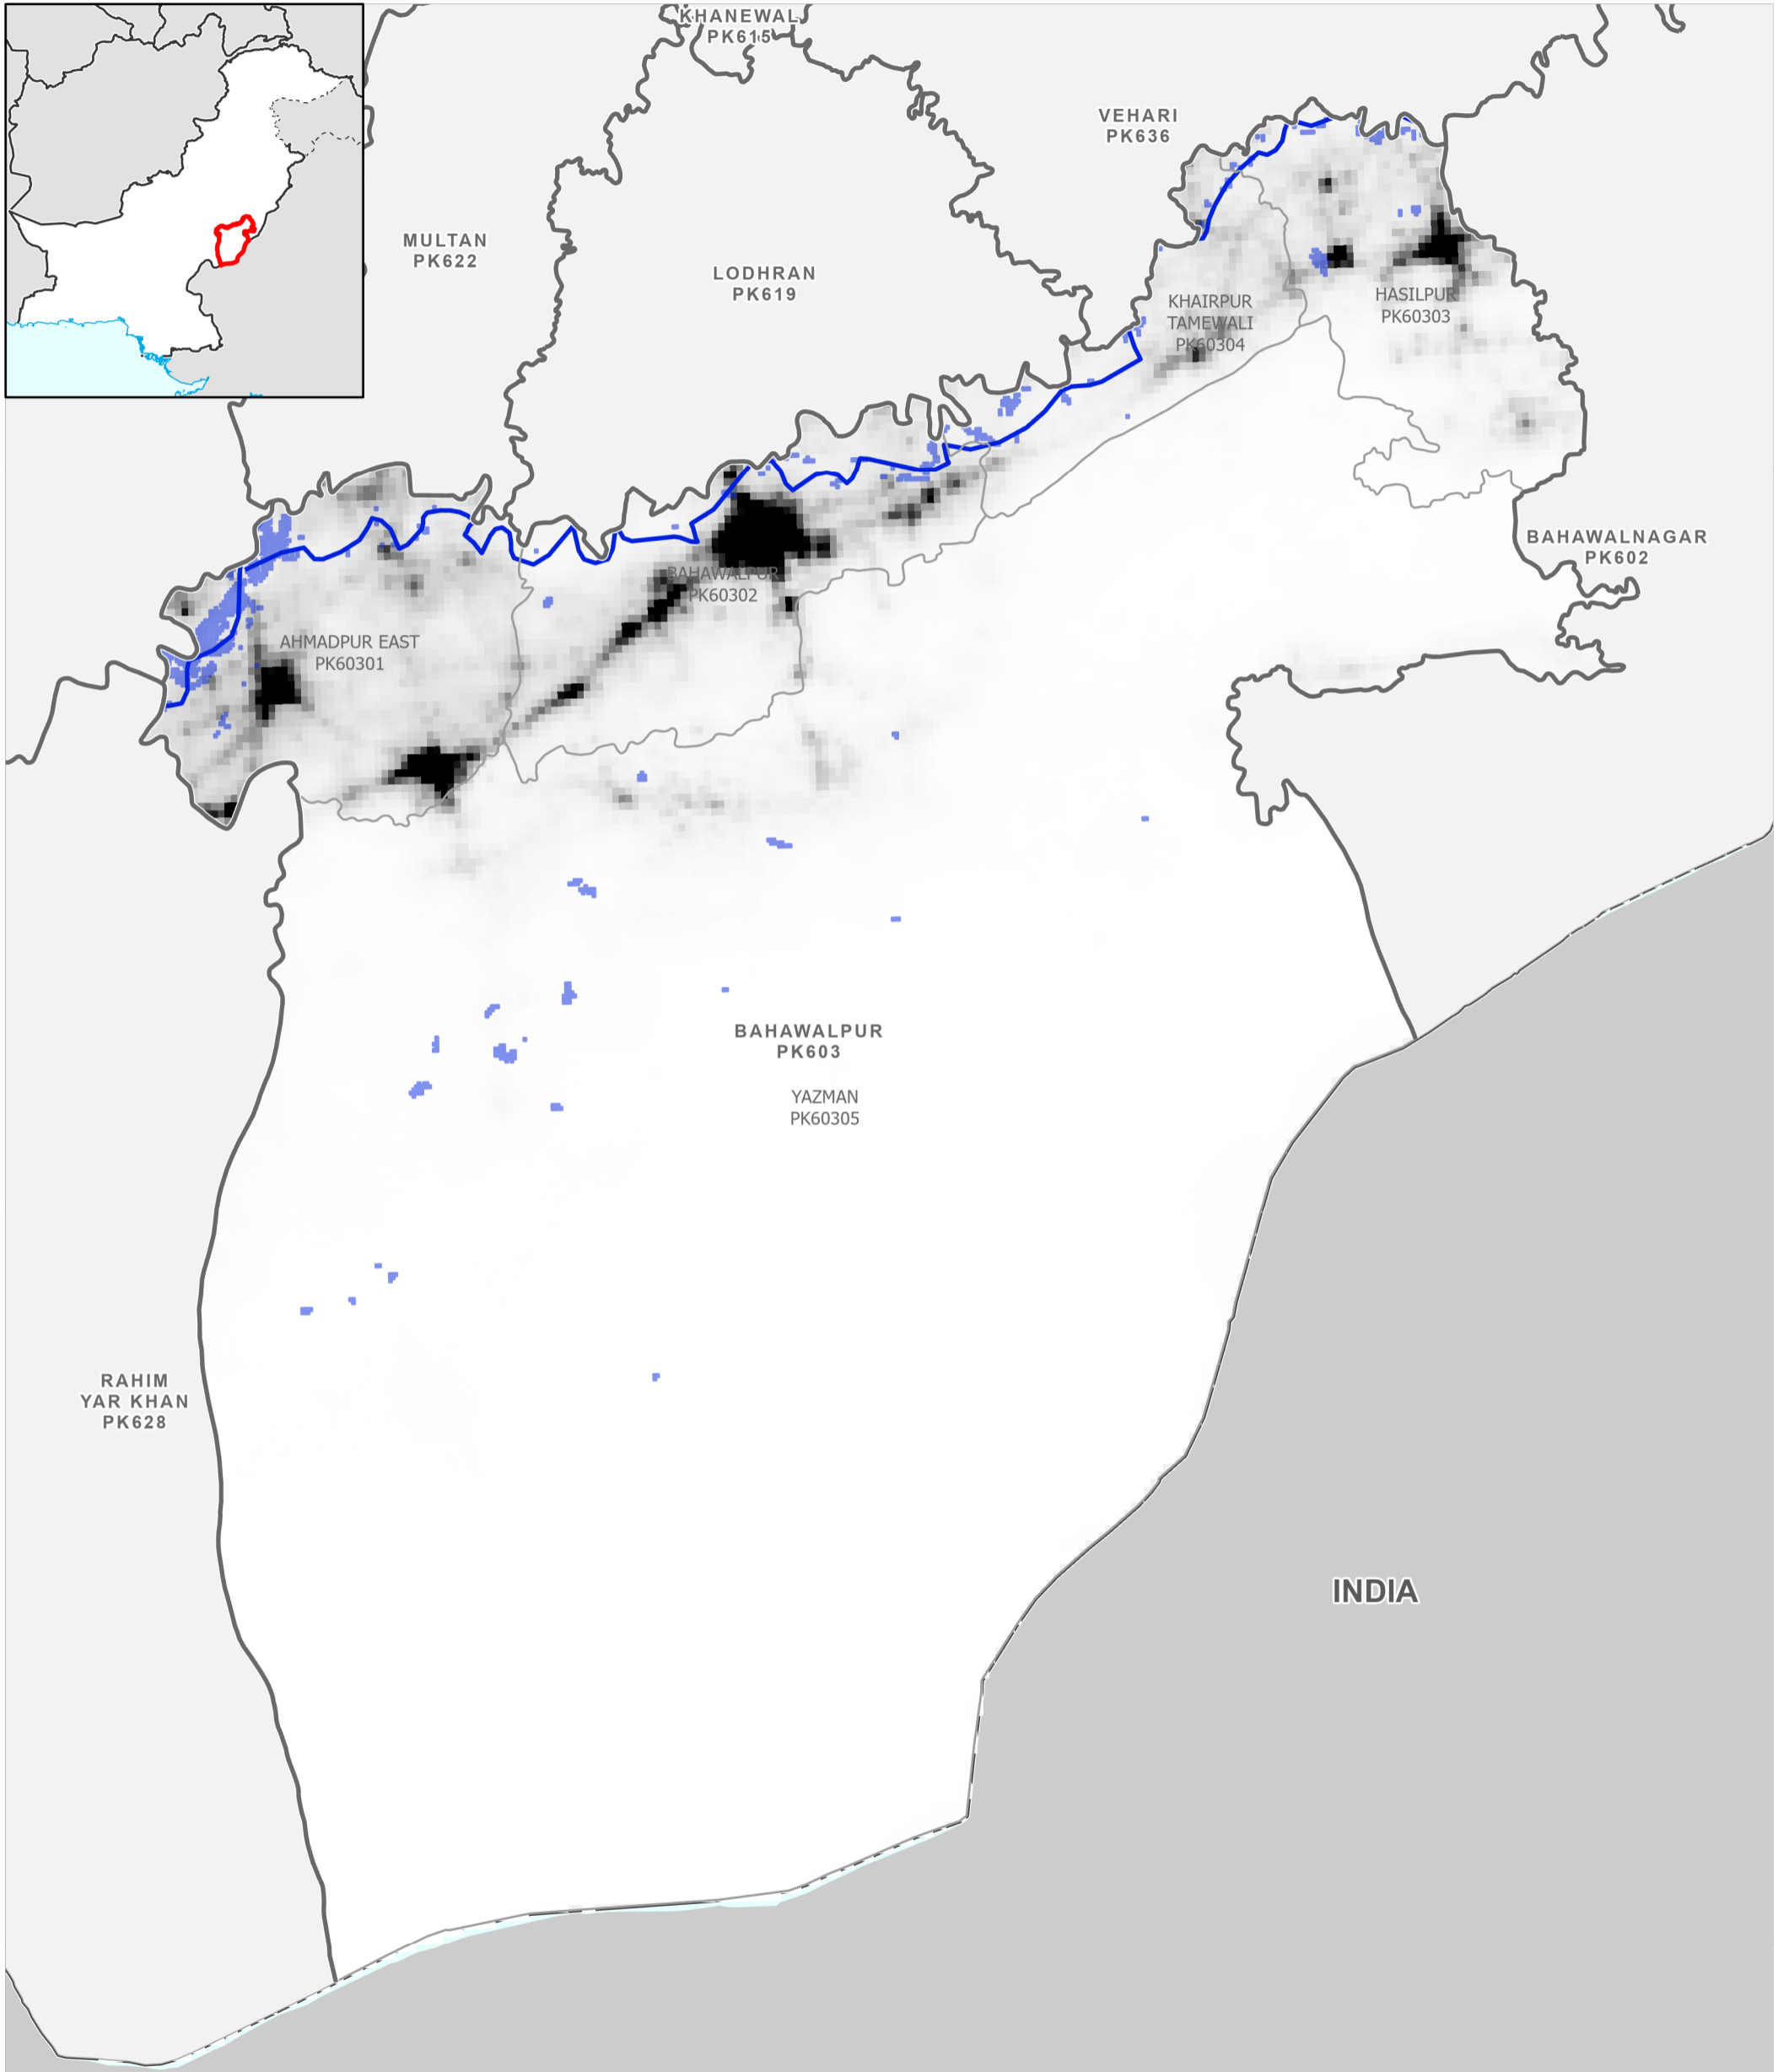 KHANEWAL
PK615
VEHARI
PK636
MULTAN
PK622
LODHRAN
PK619
KHAIRPUR
TAMEWALI
PK60304
HASILPUR
PK60303
BAHAWALNAGAR
PK602
BAHAWALPUR
PK60302
AHMADPUR EAST
PK60301
BAHAWALPUR
PK603
YAZMAN
PK60305
RAHIM
YAR KHAN
PK628
INDIA